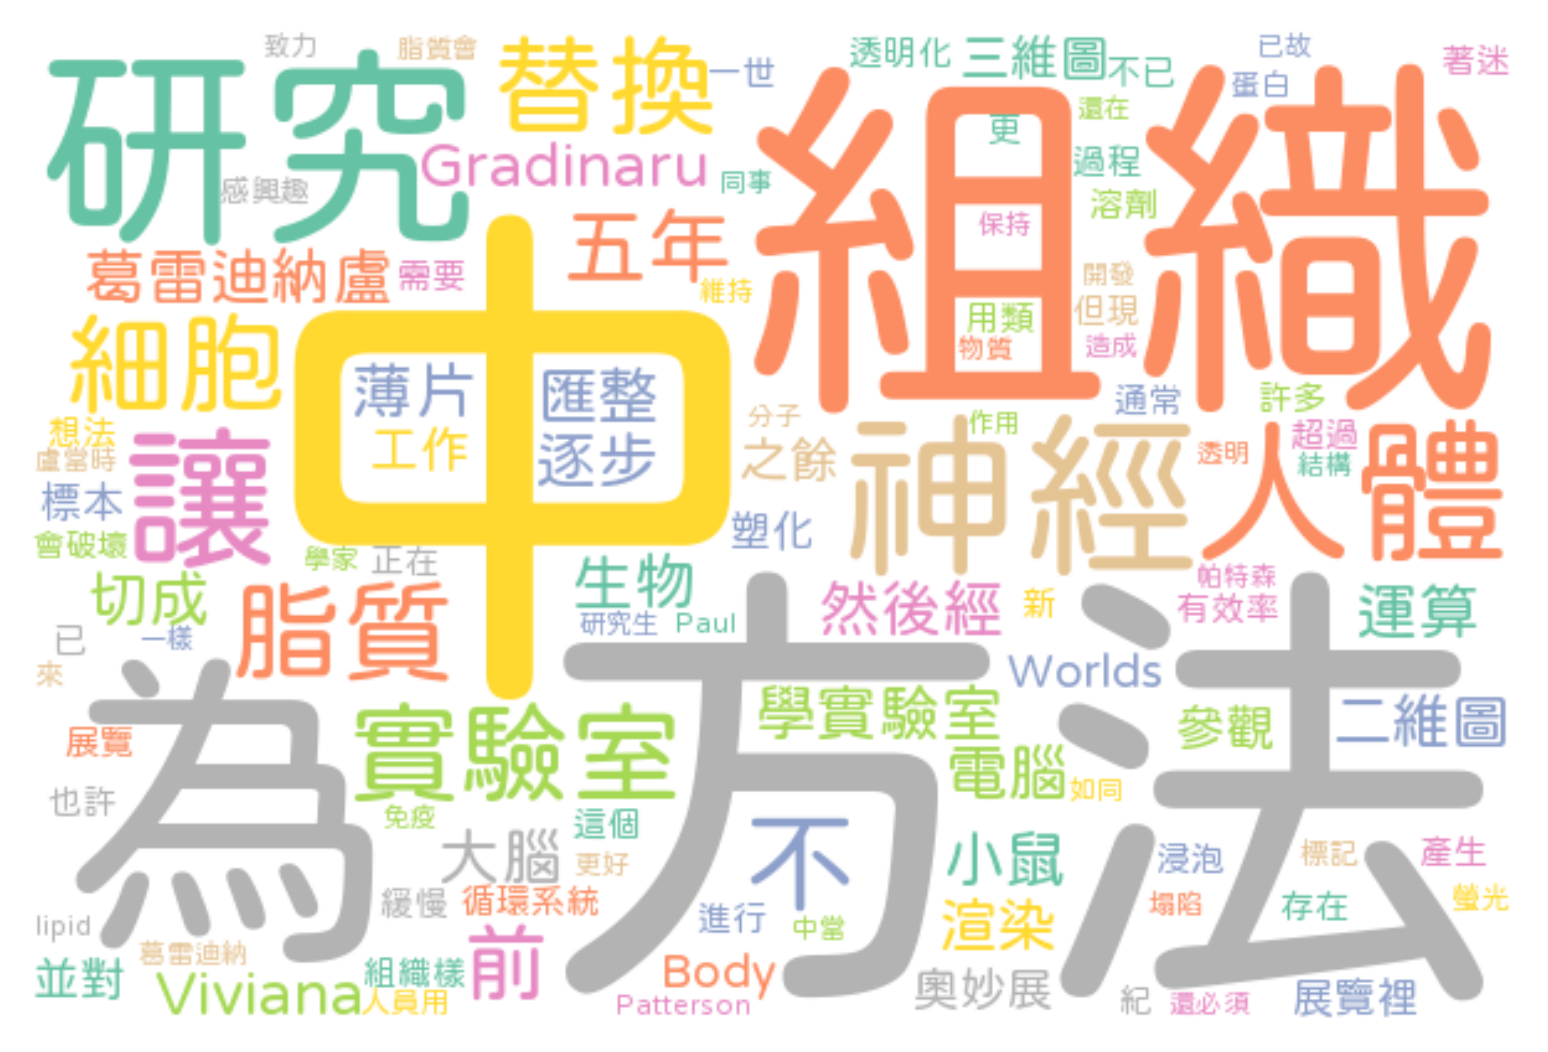 致力
脂質會
替換
一世
透明化
三維圖
不已
已故
蛋白
著迷
研究
感興趣
Gradinaru
同事
組織
更
還在
過程
保持
溶劑
五年
葛雷迪納盧
需要
維持
開發
用類
但現
物質
造成
細胞
中
薄片
匯整
工作
逐步
分子
作用
通常
許多
想法
盧當時
讓
之餘
神經
透明
超過
結構
人體
標本
會破壞
塑化
學家
正在
切成
脂質
生物
研究生
Paul
然後經
新
帕特森
有效率
運算
已
一樣
來
為
方法
Worlds
展覽
實驗室
學實驗室
電腦
如同
參觀
二維圖
也許
免疫
這個
大腦
更好
不
小鼠
浸泡
標記
產生
緩慢
循環系統
進行
中當
渲染
塌陷
存在
螢光
lipid
葛雷迪納
並對
Viviana
組織樣
人員用
前
Body
Patterson
奧妙展
紀
還必須
展覽裡